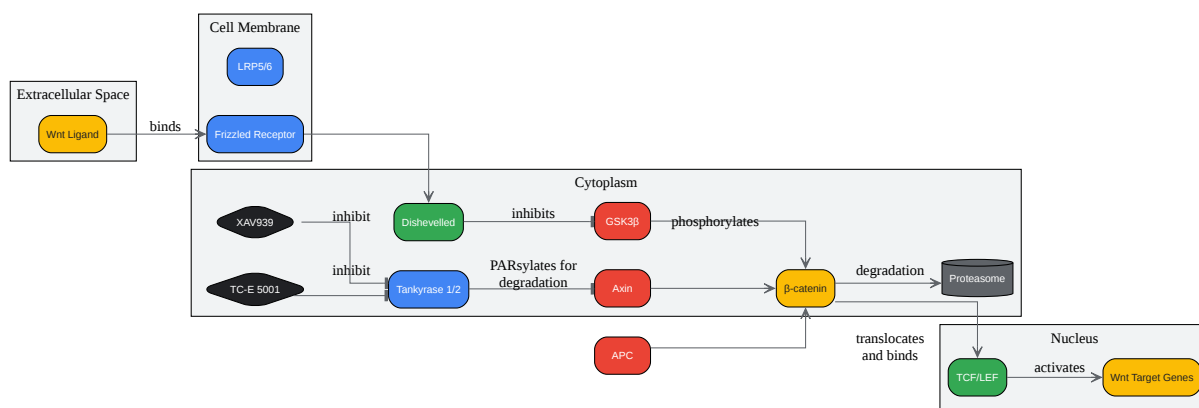 Cell Membrane
LRP5/6
Extracellular Space
Wnt Ligand
binds
Frizzled Receptor
Cytoplasm
XAV939
inhibit
Dishevelled
inhibits
GSK3β
phosphorylates
TC-E 5001
inhibit
Tankyrase 1/2
PARsylates for
degradation
Axin
β-catenin
degradation
Proteasome
APC
translocates
and binds
Nucleus
TCF/LEF
activates
Wnt Target Genes